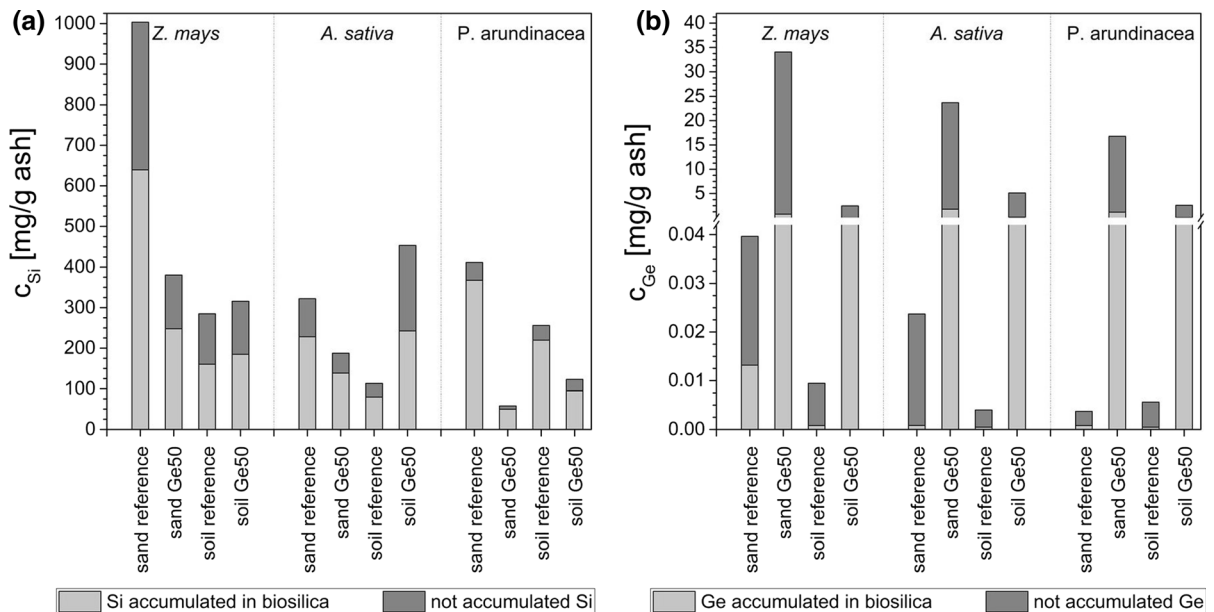 (a)
Z. mays
A. sativa
P. arundinacea
c_Si [mg/g ash]
1000
900
800
700
600
500
400
300
200
100
0
sand reference
sand Ge50
soil reference
soil Ge50
sand reference
sand Ge50
soil reference
soil Ge50
sand reference
sand Ge50
soil reference
soil Ge50
Si accumulated in biosilica
not accumulated Si
(b)
Z. mays
A. sativa
P. arundinacea
c_Ge [mg/g ash]
40
35
30
25
20
15
10
5
0.04
0.03
0.02
0.01
0.00
sand reference
sand Ge50
soil reference
soil Ge50
sand reference
sand Ge50
soil reference
soil Ge50
sand reference
sand Ge50
soil reference
soil Ge50
Ge accumulated in biosilica
not accumulated Ge